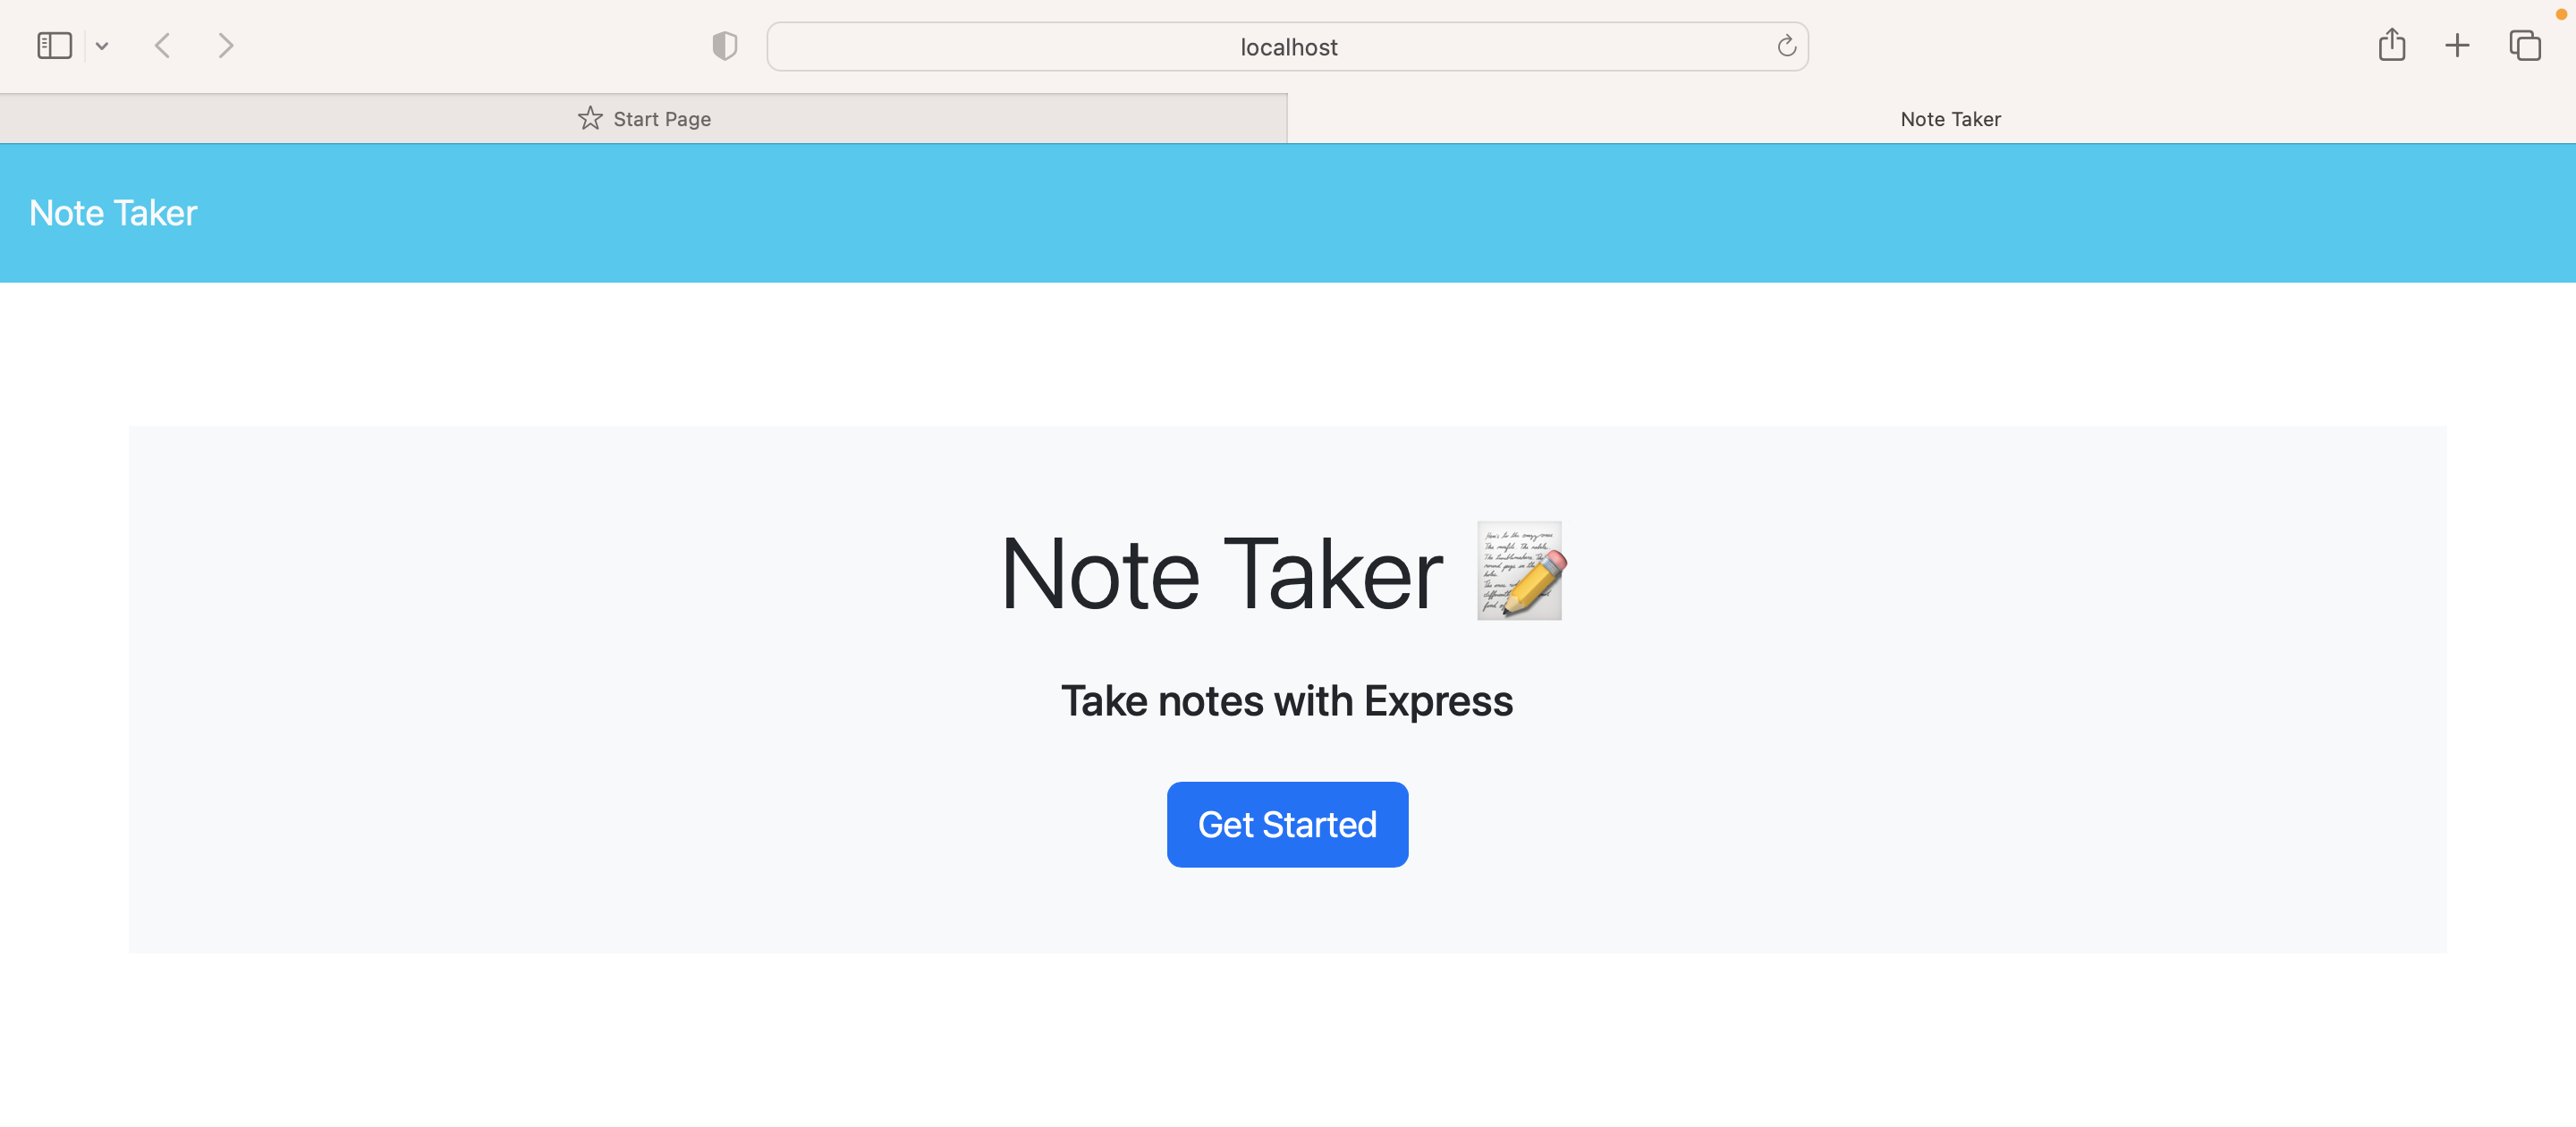 localhost
Start Page
Note Taker
Note Taker
Note Taker
Take notes with Express
Get Started